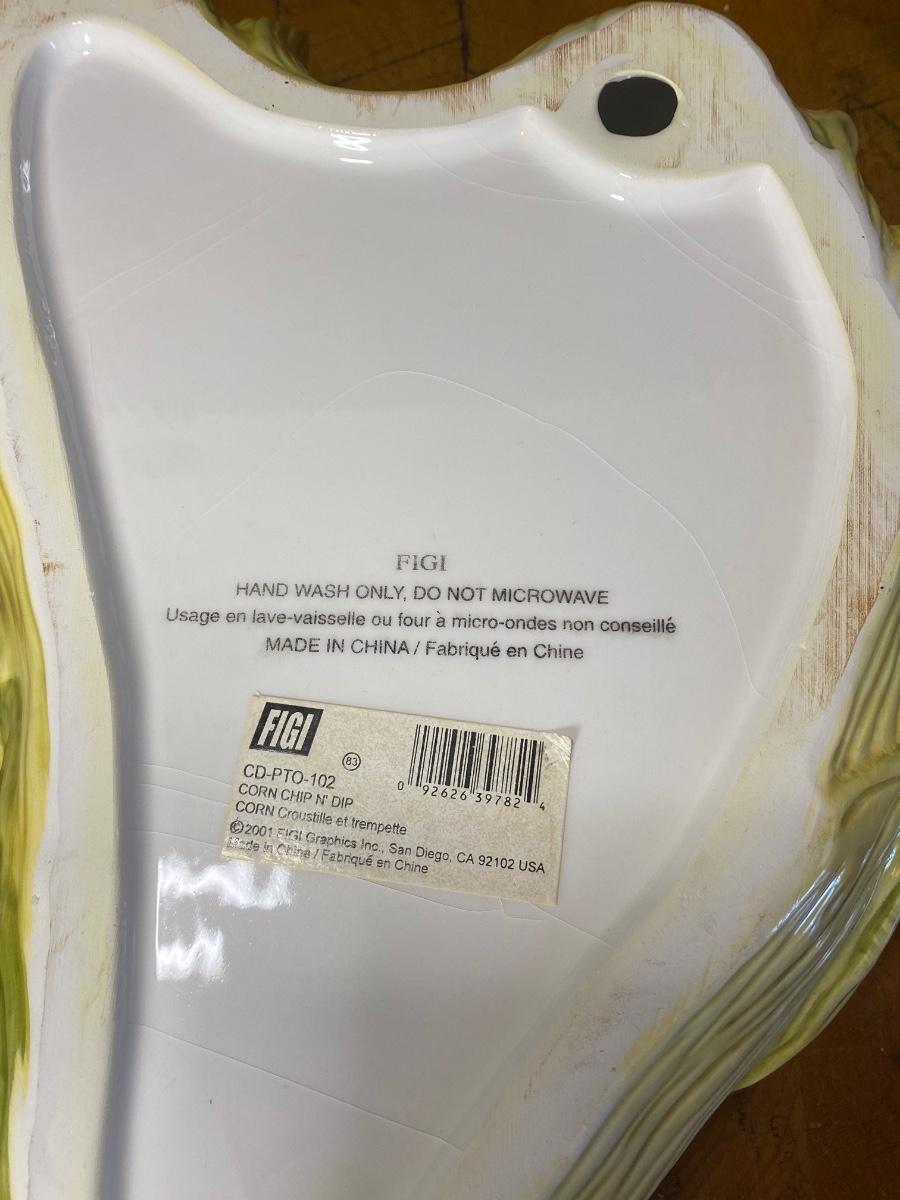 FIGI
HAND WASH ONLY, DO NOT MICROWAVE
Usage en lave-vaisselle ou four à micro-ondes non conseillé
MADE IN CHINA / Fabriqué en Chine
FIGI
83
CD-PTO-102
CORN CHIP N' DIP
CORN Croustille et trempette
©2001 FIGI Graphics Inc., San Diego, CA 92102 USA
Made in China / Fabriqué en Chine
0 92626 39782 4